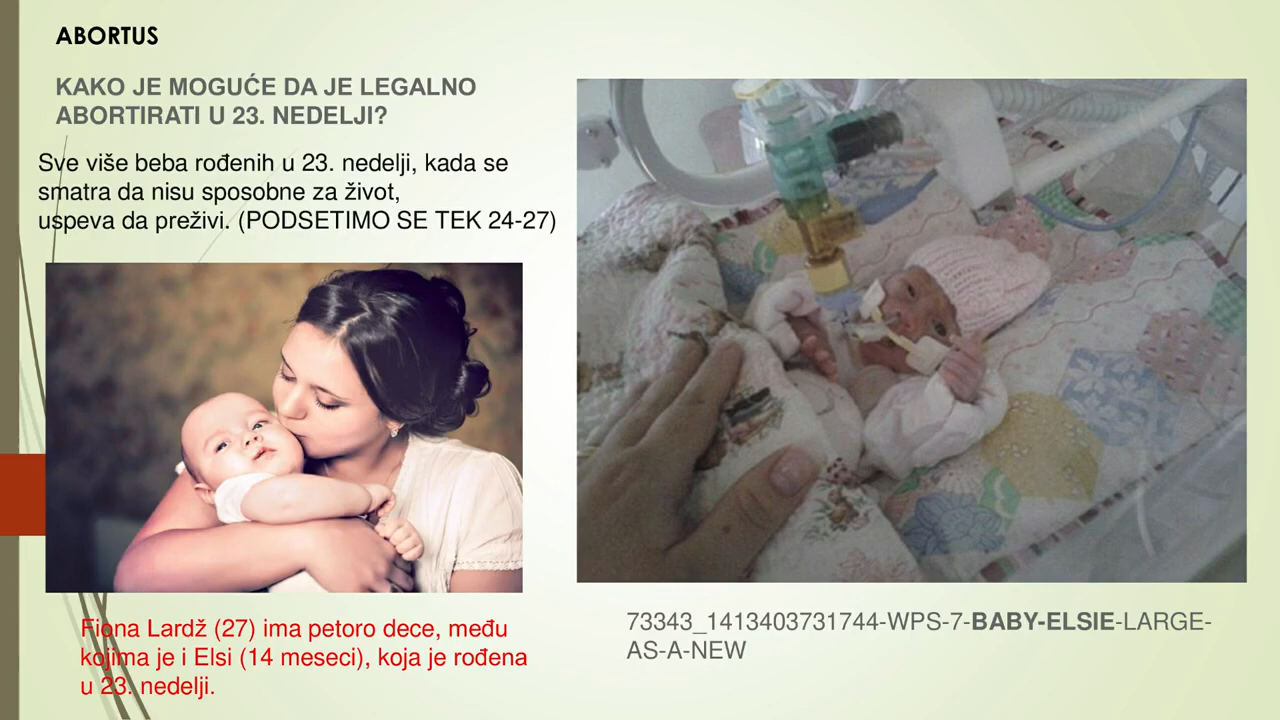 ABORTUS
KAKO JE MOGUĆE DA JE LEGALNO
ABORTIRATI U 23. NEDELJI?
Sve više beba rođenih u 23. nedelji, kada se
smatra da nisu sposobne za život,
uspeva da preživi. (PODSETIMO SE TEK 24-27)
Fiona Lardž (27) ima petoro dece, među
kojima je i Elsi (14 meseci), koja je rođena
u 23. nedelji.
73343_1413403731744-WPS-7-BABY-ELSIE-LARGE-
AS-A-NEW